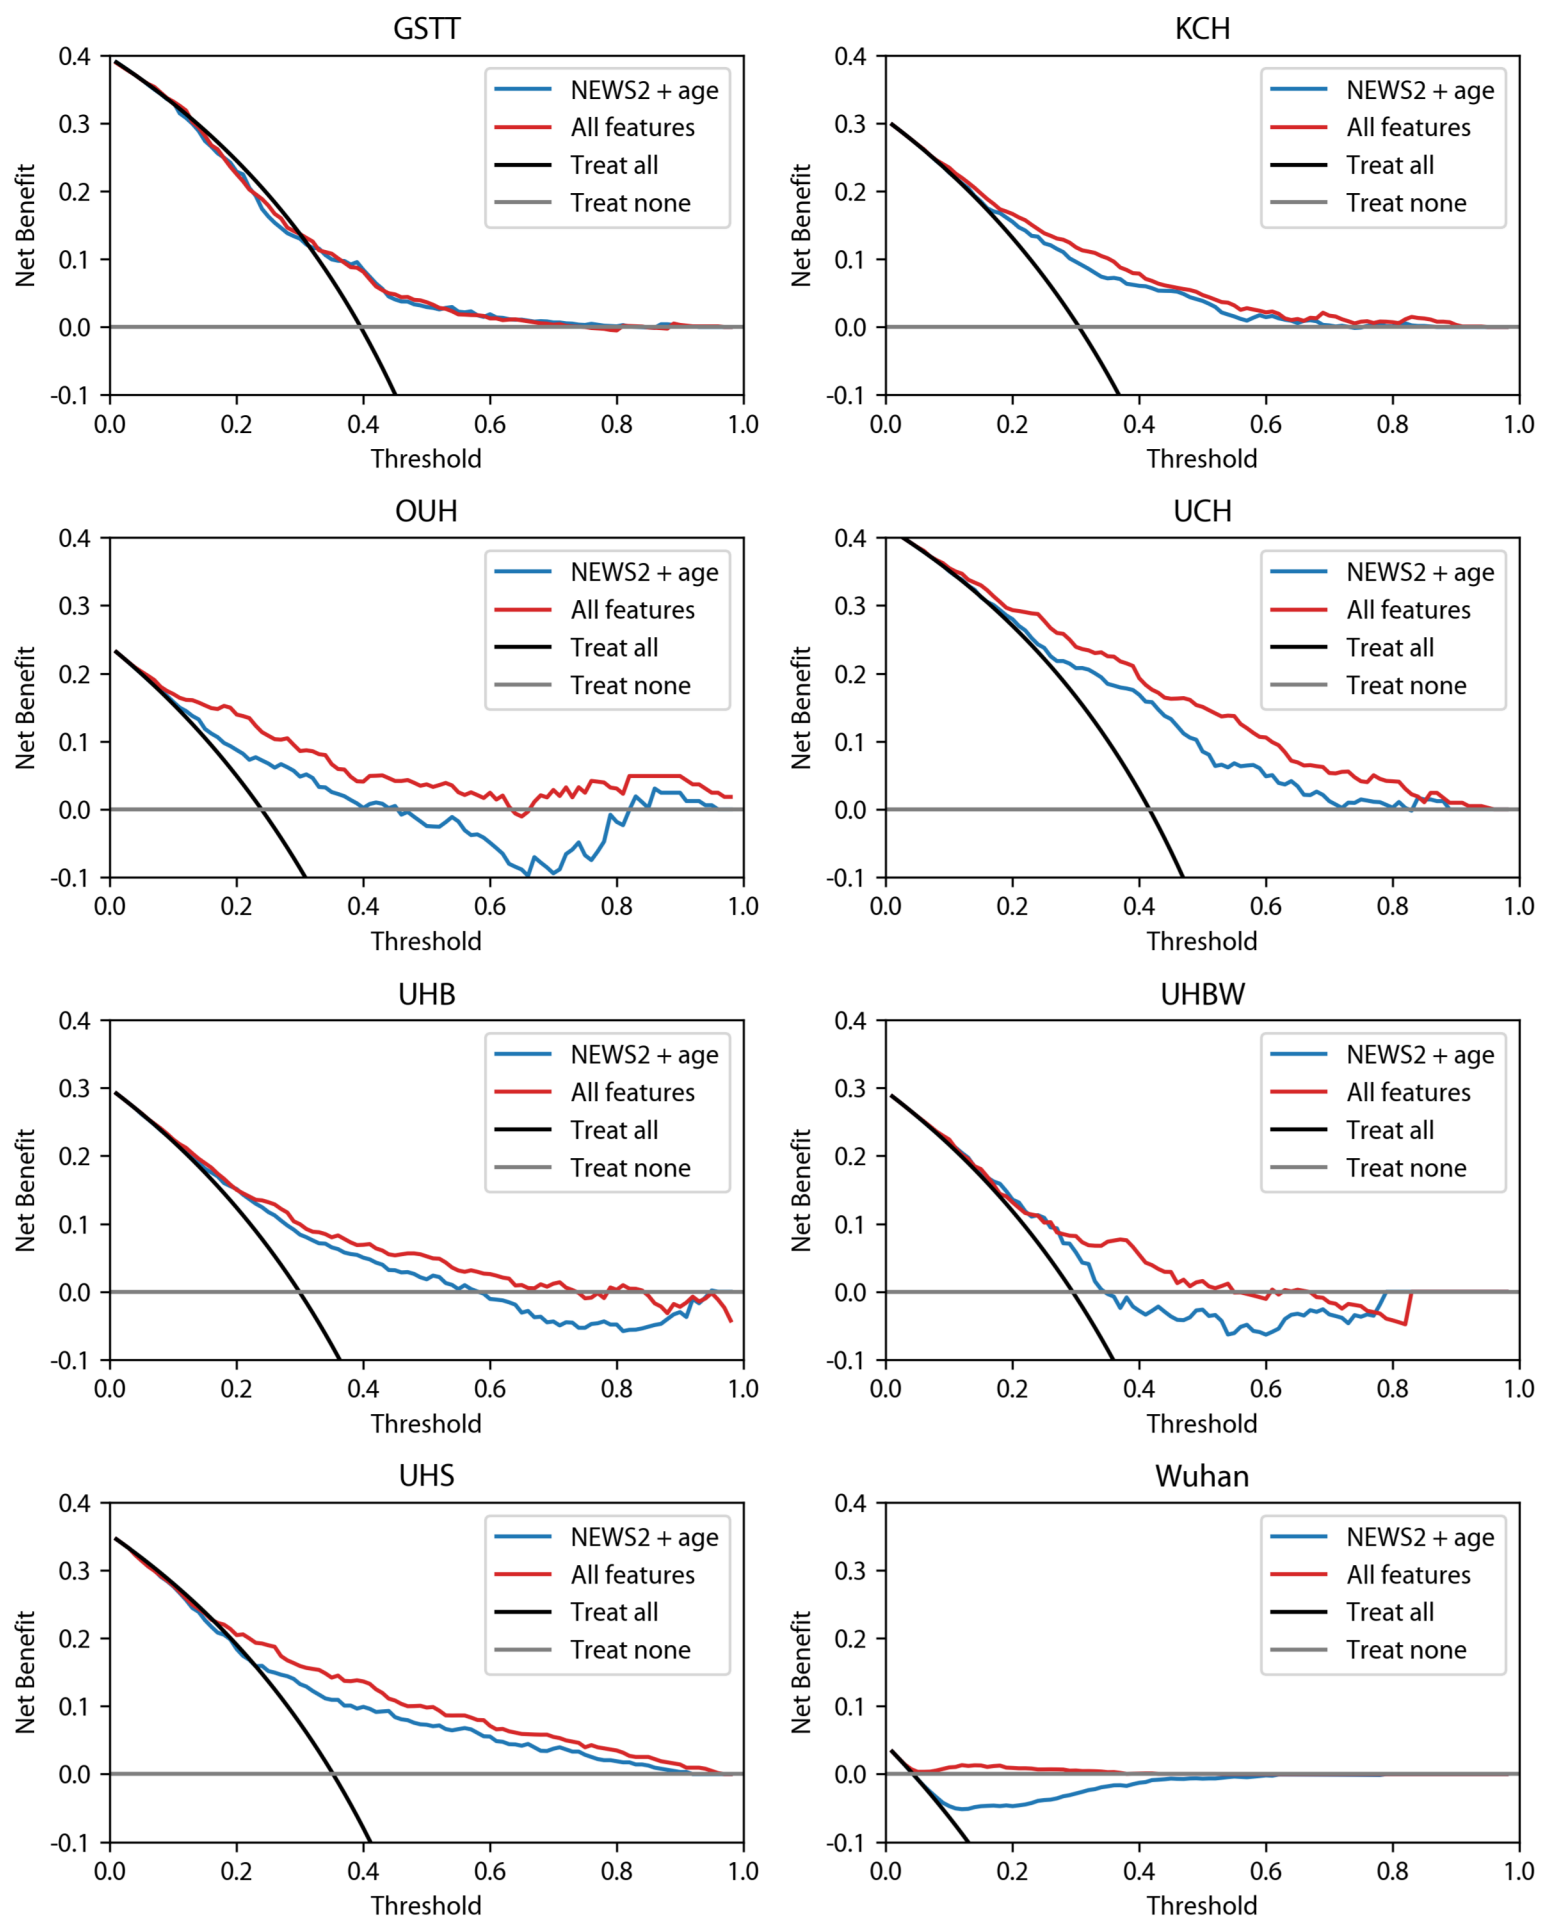 GSTT
0.4
0.3
0.2
0.1
0.0
-0.1
Net Benefit
NEWS2 + age
All features
Treat all
Treat none
0.0 0.2 0.4 0.6 0.8 1.0
Threshold
KCH
0.4
0.3
0.2
0.1
0.0
-0.1
Net Benefit
NEWS2 + age
All features
Treat all
Treat none
0.0 0.2 0.4 0.6 0.8 1.0
Threshold
OUH
0.4
0.3
0.2
0.1
0.0
-0.1
Net Benefit
NEWS2 + age
All features
Treat all
Treat none
0.0 0.2 0.4 0.6 0.8 1.0
Threshold
UCH
0.4
0.3
0.2
0.1
0.0
-0.1
Net Benefit
NEWS2 + age
All features
Treat all
Treat none
0.0 0.2 0.4 0.6 0.8 1.0
Threshold
UHB
0.4
0.3
0.2
0.1
0.0
-0.1
Net Benefit
NEWS2 + age
All features
Treat all
Treat none
0.0 0.2 0.4 0.6 0.8 1.0
Threshold
UHBW
0.4
0.3
0.2
0.1
0.0
-0.1
Net Benefit
NEWS2 + age
All features
Treat all
Treat none
0.0 0.2 0.4 0.6 0.8 1.0
Threshold
UHS
0.4
0.3
0.2
0.1
0.0
-0.1
Net Benefit
NEWS2 + age
All features
Treat all
Treat none
0.0 0.2 0.4 0.6 0.8 1.0
Threshold
Wuhan
0.4
0.3
0.2
0.1
0.0
-0.1
Net Benefit
NEWS2 + age
All features
Treat all
Treat none
0.0 0.2 0.4 0.6 0.8 1.0
Threshold